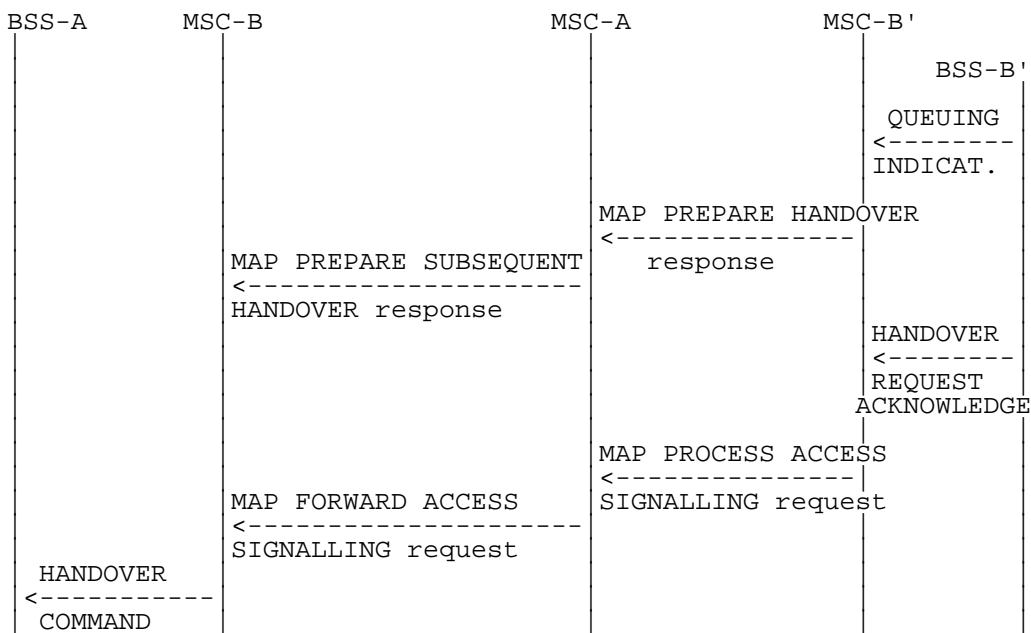 BSS-A MSC-B MSC-A MSC-B'
BSS-B'
QUEUING
<--------
INDICAT.
MAP PREPARE HANDOVER
<---------------
MAP PREPARE SUBSEQUENT response
<---------------------
HANDOVER response
HANDOVER
<--------
REQUEST
ACKNOWLEDGE
MAP PROCESS ACCESS
<---------------
MAP FORWARD ACCESS SIGNALLING request
<---------------------
SIGNALLING request
HANDOVER
<-----------
COMMAND